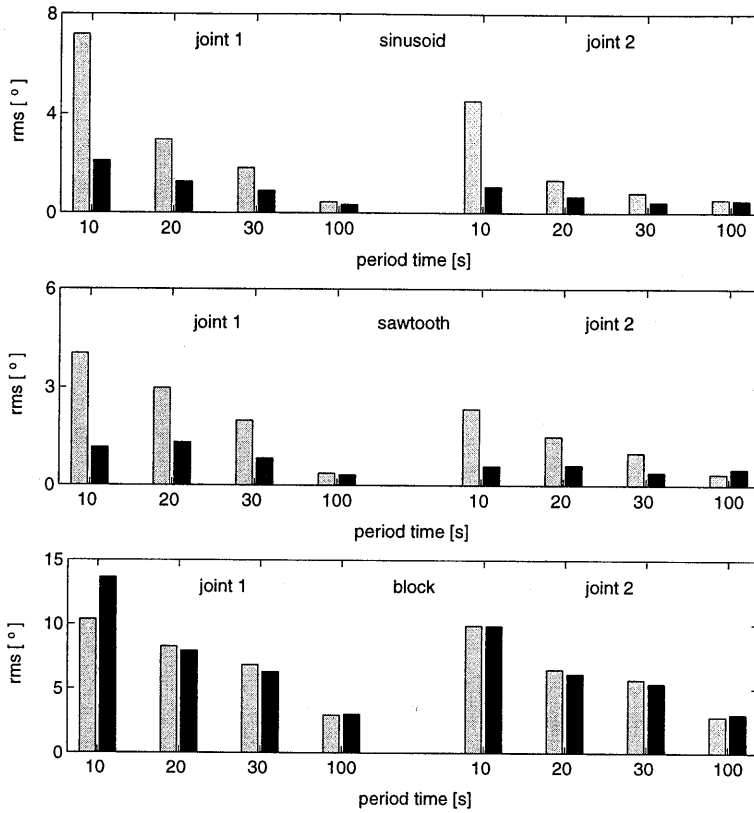 8
4
0
rms [ º ]
joint 1 sinusoid joint 2
10 20 30 100 10 20 30 100
period time [s]
6
3
0
rms [ º ]
joint 1 sawtooth joint 2
10 20 30 100 10 20 30 100
period time [s]
15
10
5
0
rms [ º ]
joint 1 block joint 2
10 20 30 100 10 20 30 100
period time [s]